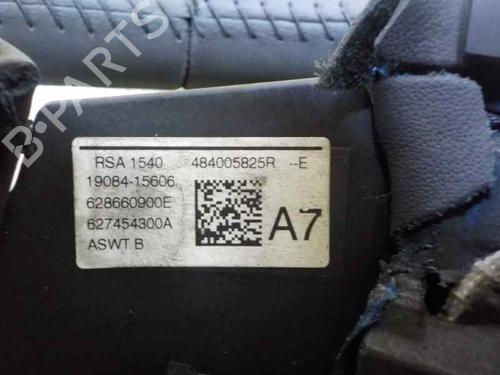 B-PARTS
RSA 1540 484005825R --E
19084-15606
628660900E
627454300A
ASWT B
A7